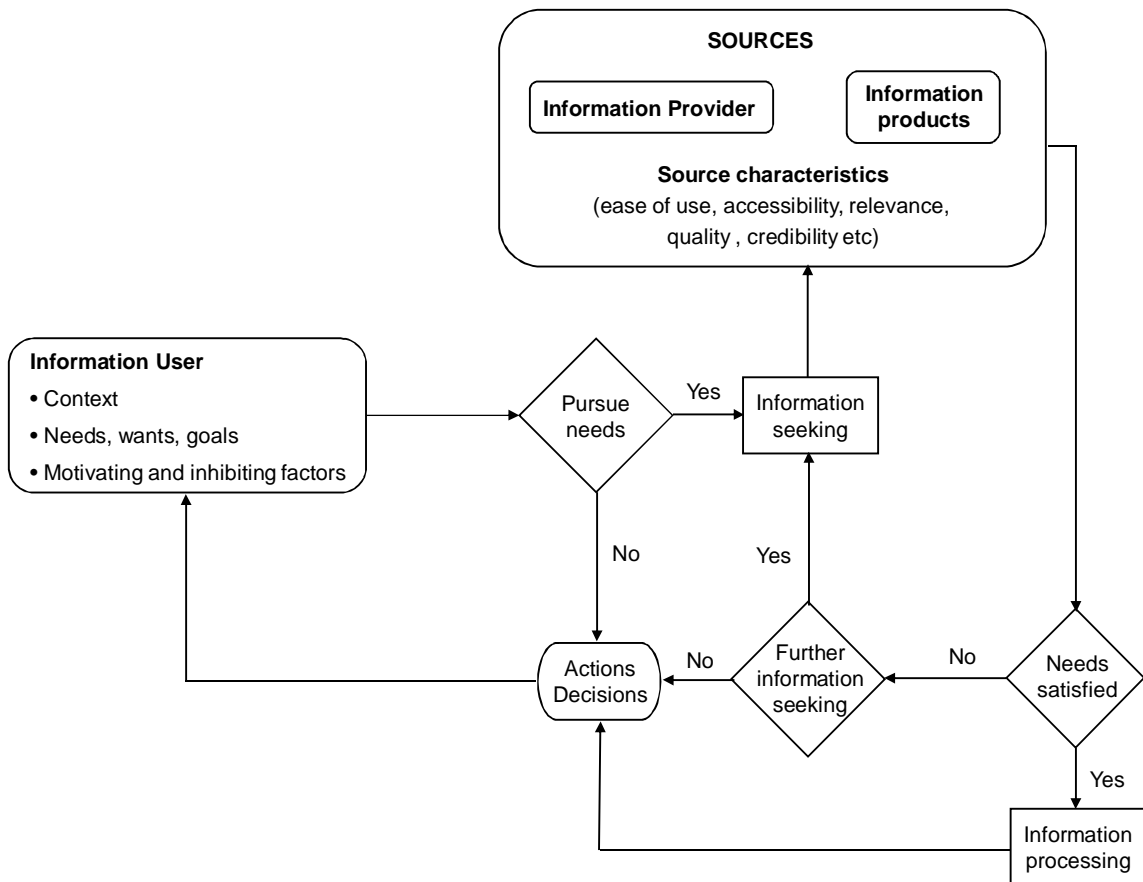 SOURCES
Information Provider
Information
products
Source characteristics
(ease of use, accessibility, relevance,
quality , credibility etc)
Information User
• Context
• Needs, wants, goals
• Motivating and inhibiting factors
Pursue
needs
Yes
Information
seeking
No
Yes
Actions
Decisions
No
Further
information
seeking
No
Needs
satisfied
Yes
Information
processing